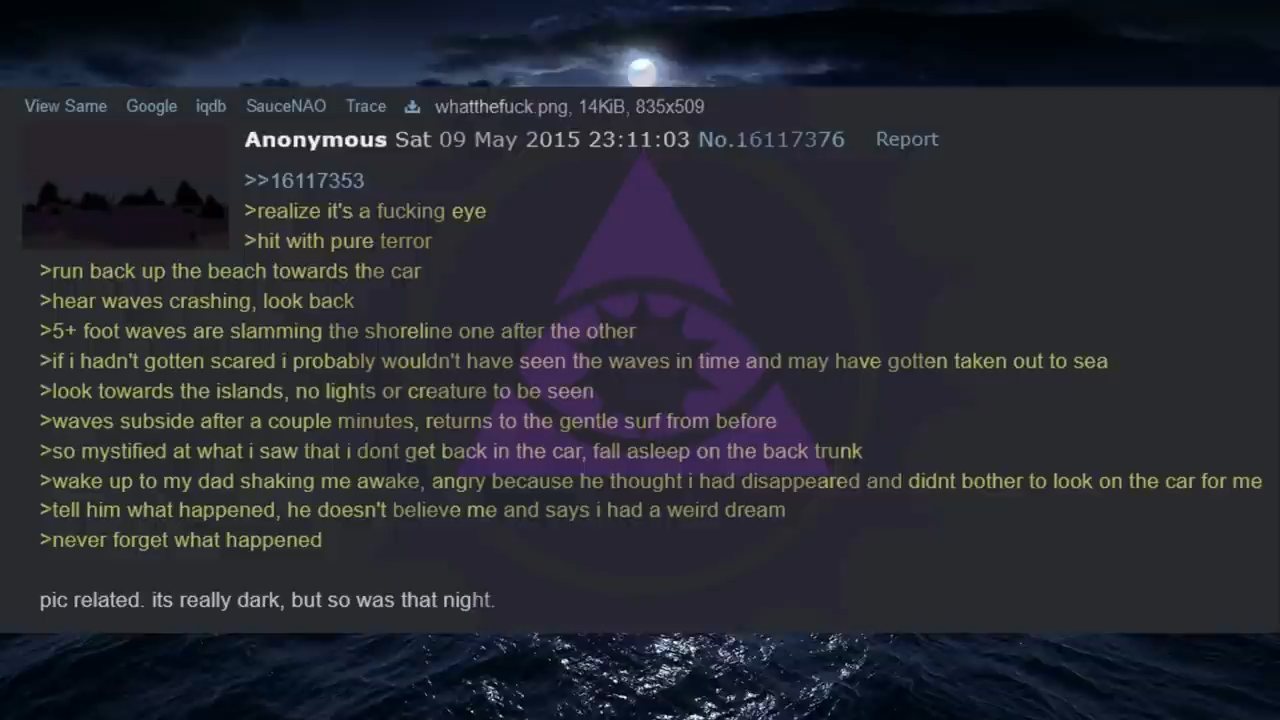 View Same Google iqdb SauceNAO Trace whatthefuck.png, 14KiB, 835x509
Anonymous Sat 09 May 2015 23:11:03 No.16117376 Report
>>16117353
>realize it's a fucking eye
>hit with pure terror
>run back up the beach towards the car
>hear waves crashing, look back
>5+ foot waves are slamming the shoreline one after the other
>if i hadn't gotten scared i probably wouldn't have seen the waves in time and may have gotten taken out to sea
>look towards the islands, no lights or creature to be seen
>waves subside after a couple minutes, returns to the gentle surf from before
>so mystified at what i saw that i dont get back in the car, fall asleep on the back trunk
>wake up to my dad shaking me awake, angry because he thought i had disappeared and didnt bother to look on the car for me
>tell him what happened, he doesn't believe me and says i had a weird dream
>never forget what happened
pic related. its really dark, but so was that night.